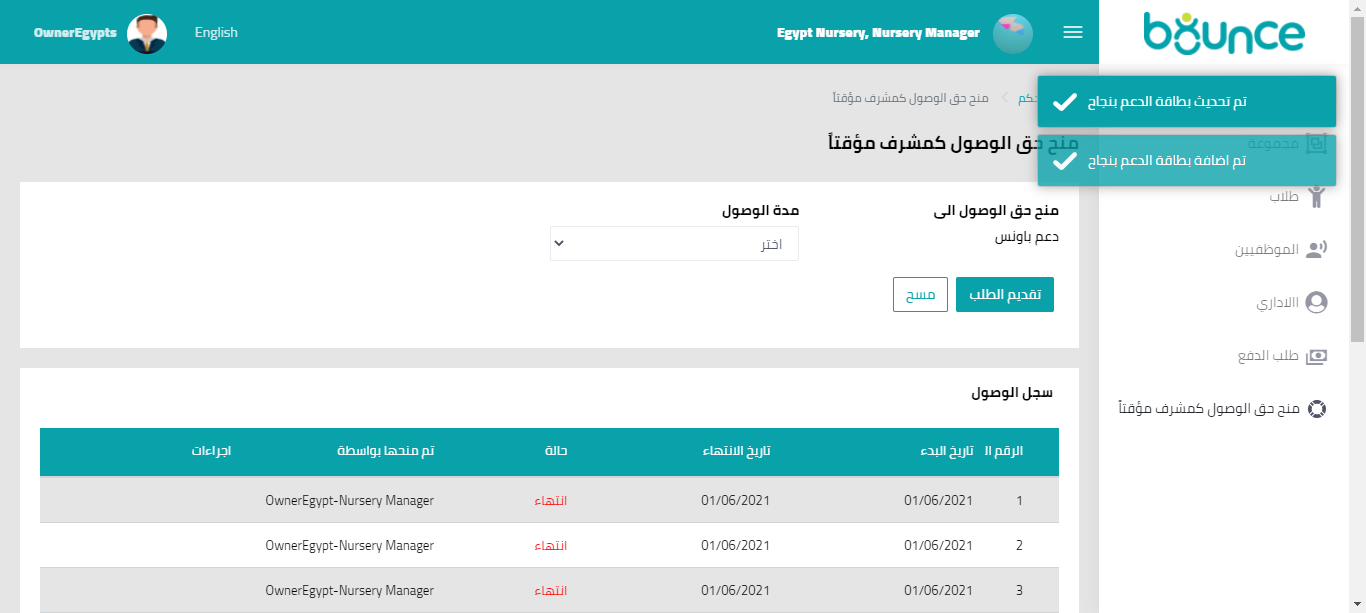 bounce
Egypt Nursery, Nursery Manager
English
OwnerEgypts
تم تحديث بطاقة الدعم بنجاح
تم اضافة بطاقة الدعم بنجاح
مجموعة
طلاب
الموظفيين
االاداري
طلب الدفع
منح حق الوصول كمشرف مؤقتاً
منح حق الوصول كمشرف مؤقتاً
منح حق الوصول كمشرف مؤقتاً
منح حق الوصول الى
مدة الوصول
دعم باونس
اختر
تقديم الطلب
مسح
سجل الوصول
الرقم ال تاريخ البدء تاريخ الانتهاء حالة تم منحها بواسطة اجراءات
1 01/06/2021 01/06/2021 انتهاء OwnerEgypt-Nursery Manager
2 01/06/2021 01/06/2021 انتهاء OwnerEgypt-Nursery Manager
3 01/06/2021 01/06/2021 انتهاء OwnerEgypt-Nursery Manager